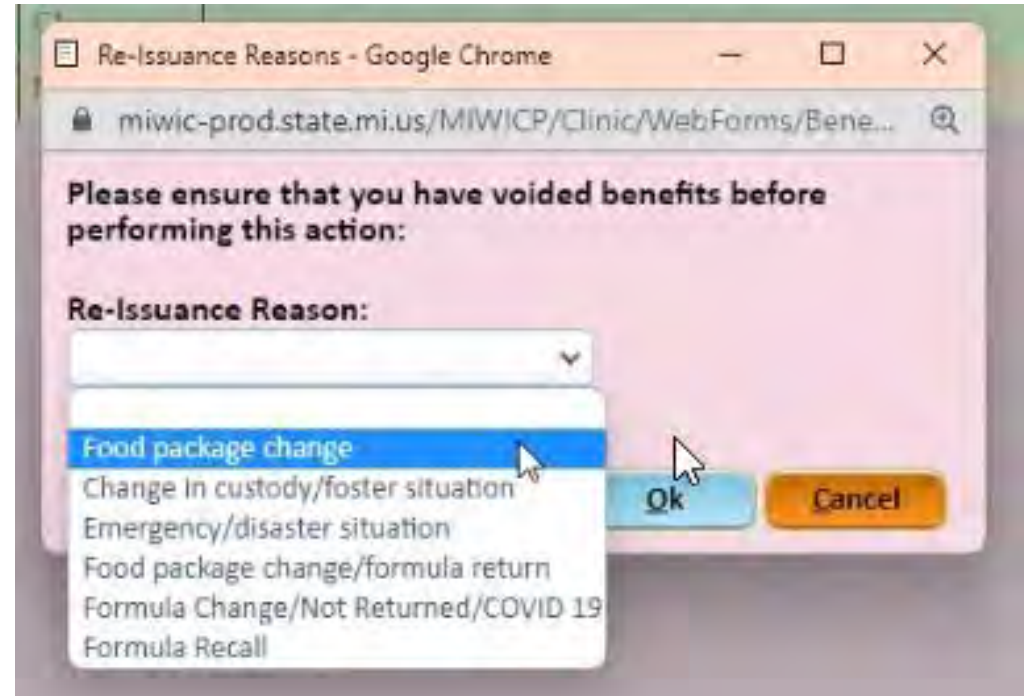 Re-Issuance Reasons - Google Chrome
miwic-prod.state.mi.us/MIWICP/Clinic/WebForms/Bene...
Please ensure that you have voided benefits before
performing this action:
Re-Issuance Reason:
Food package change
Change in custody/foster situation
Emergency/disaster situation
Food package change/formula return
Formula Change/Not Returned/COVID 19
Formula Recall
Ok
Cancel